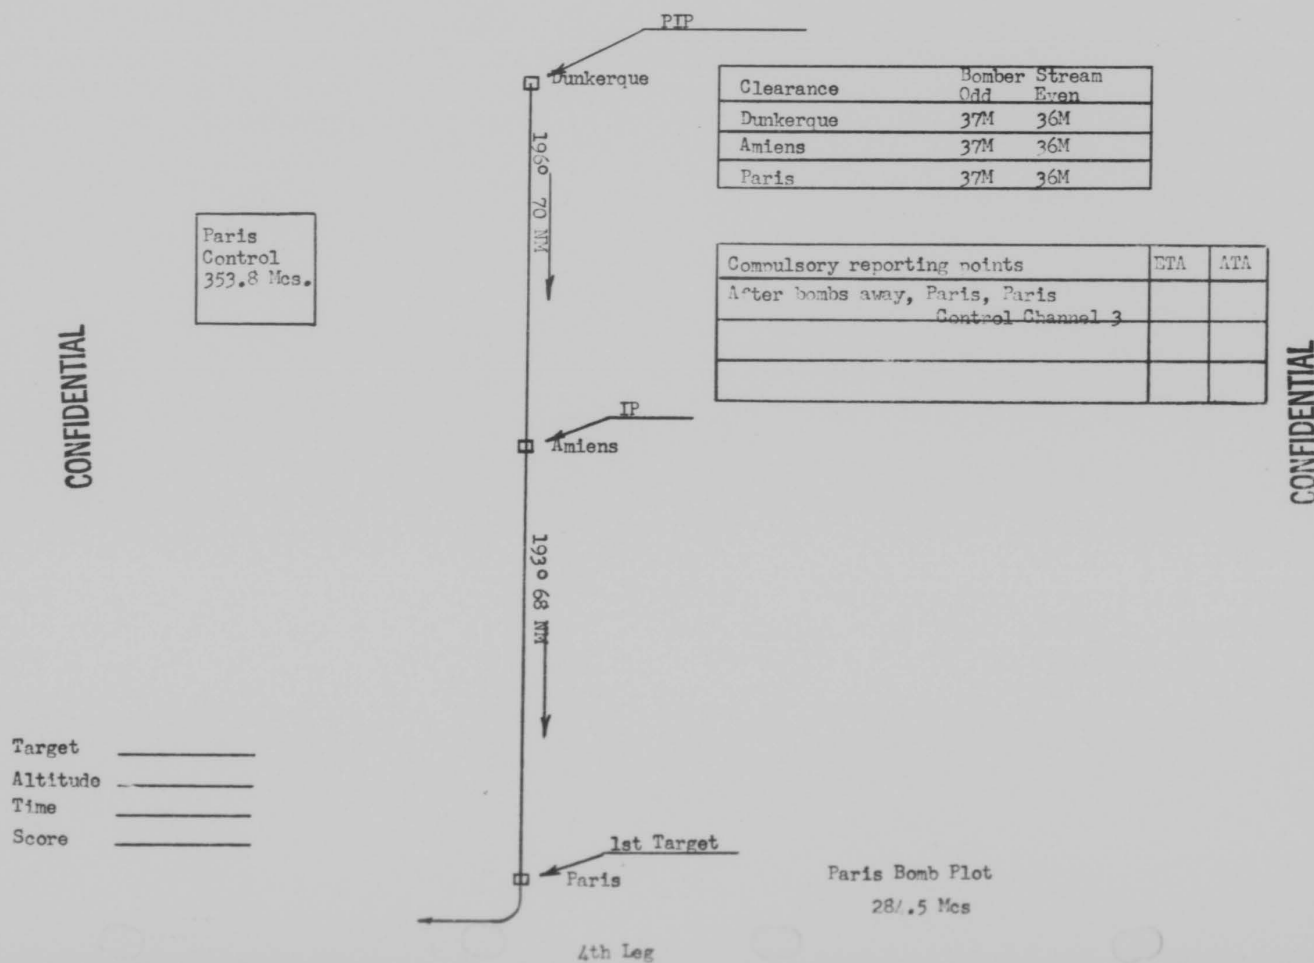 PIP
Dunkerque
Clearance Bomber Stream
Odd Even
Dunkerque 37M 36M
Amiens 37M 36M
Paris 37M 36M
196° 70 NM
Paris
Control
353.8 Mcs.
Compulsory reporting points ETA ATA
After bombs away, Paris, Paris
Control Channel 3
CONFIDENTIAL
CONFIDENTIAL
IP
Amiens
193° 68 NM
Target
Altitude
Time
Score
1st Target
Paris
Paris Bomb Plot
Mcs
4th Leg